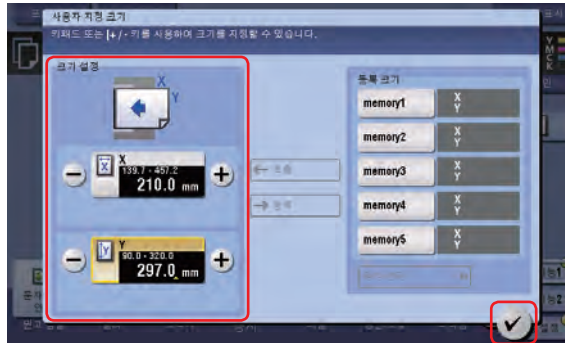 사용자 지정 크기
키패드 또는 [+/-키를 사용하여 크기를 지정할 수 있습니다.
크기 설정
X
Y
X
139.7 - 457.2
210.0 mm
Y
90.0 - 320.0
297.0 mm
등록 크기
memory1 X
Y
memory2 X
Y
memory3 X
Y
memory4 X
Y
memory5 X
Y
Y
M
C
K